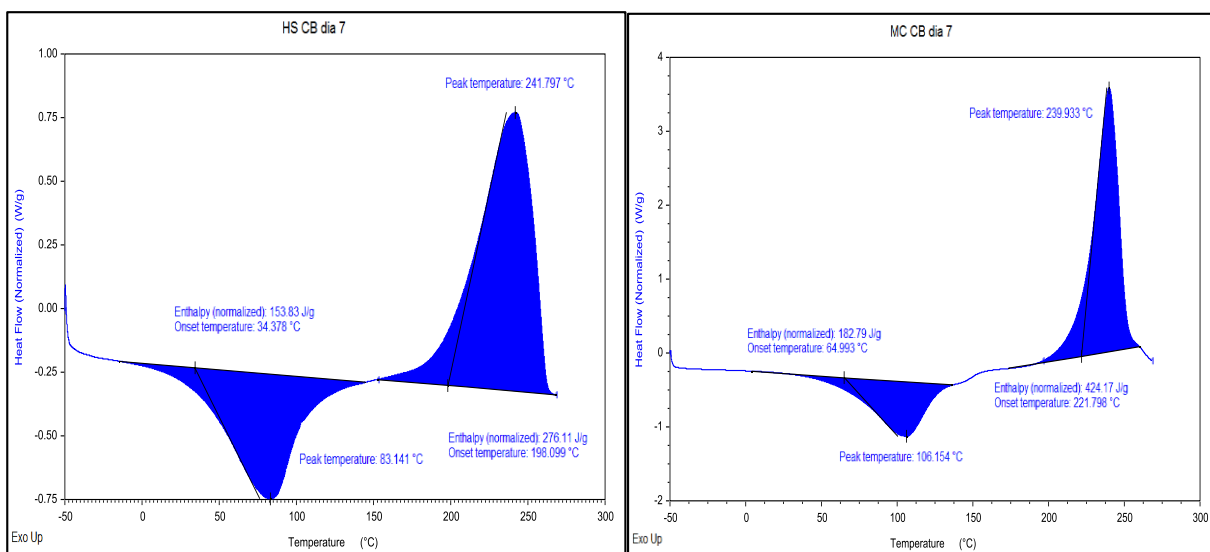 HS CB dia 7
1.00
0.75
0.50
0.25
0.00
-0.25
-0.50
-0.75
Heat Flow (Normalized) (W/g)
Peak temperature: 241.797 °C
Enthalpy (normalized): 153.83 J/g
Onset temperature: 34.378 °C
Enthalpy (normalized): 276.11 J/g
Onset temperature: 198.099 °C
Peak temperature: 83.141 °C
-50 0 50 100 150 200 250 300
Exo Up
Temperature (°C)
MC CB dia 7
4
3
2
1
0
-1
-2
Heat Flow (Normalized) (W/g)
Peak temperature: 239.933 °C
Enthalpy (normalized): 182.79 J/g
Onset temperature: 64.993 °C
Enthalpy (normalized): 424.17 J/g
Onset temperature: 221.798 °C
Peak temperature: 106.154 °C
-50 0 50 100 150 200 250 300
Exo Up
Temperature (°C)